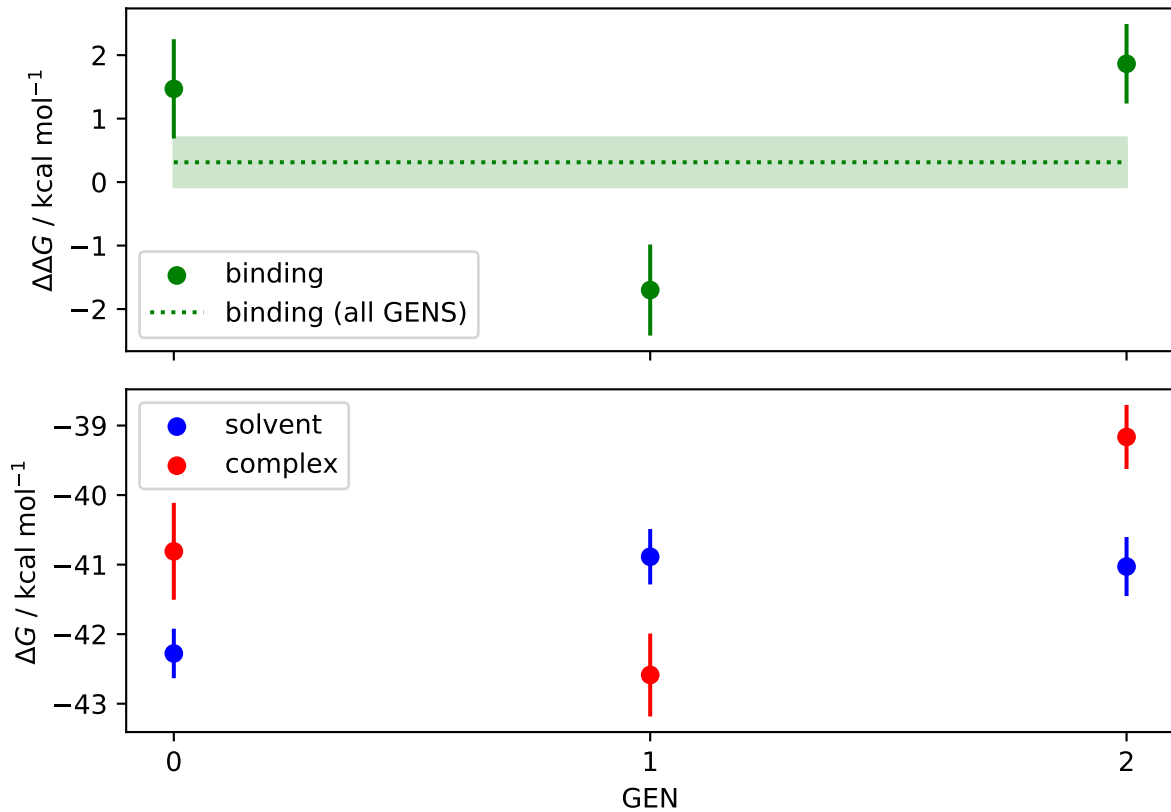 2
1
0
−1
−2
ΔΔG / kcal mol⁻¹
binding
binding (all GENS)
−39
−40
−41
−42
−43
ΔG / kcal mol⁻¹
solvent
complex
0 1 2
GEN